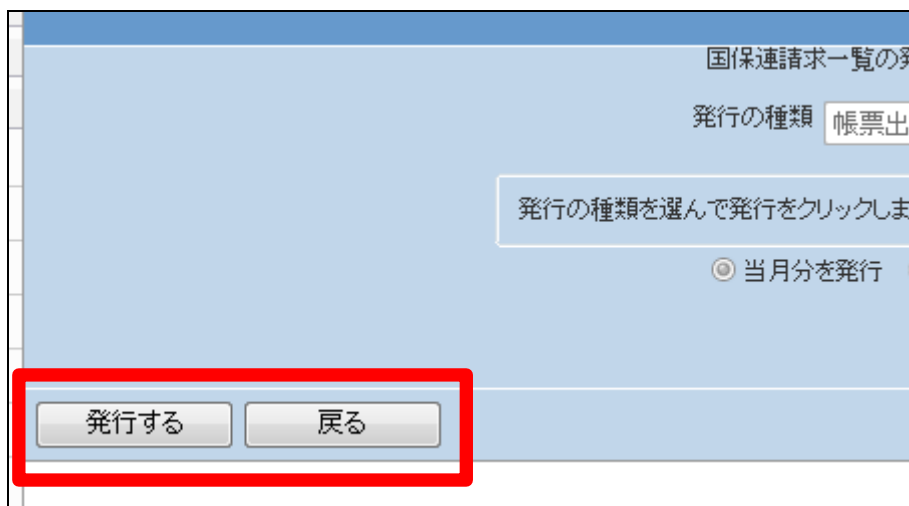 国保連請求一覧の発
発行の種類 帳票出
発行の種類を選んで発行をクリックしま
当月分を発行
発行する 戻る